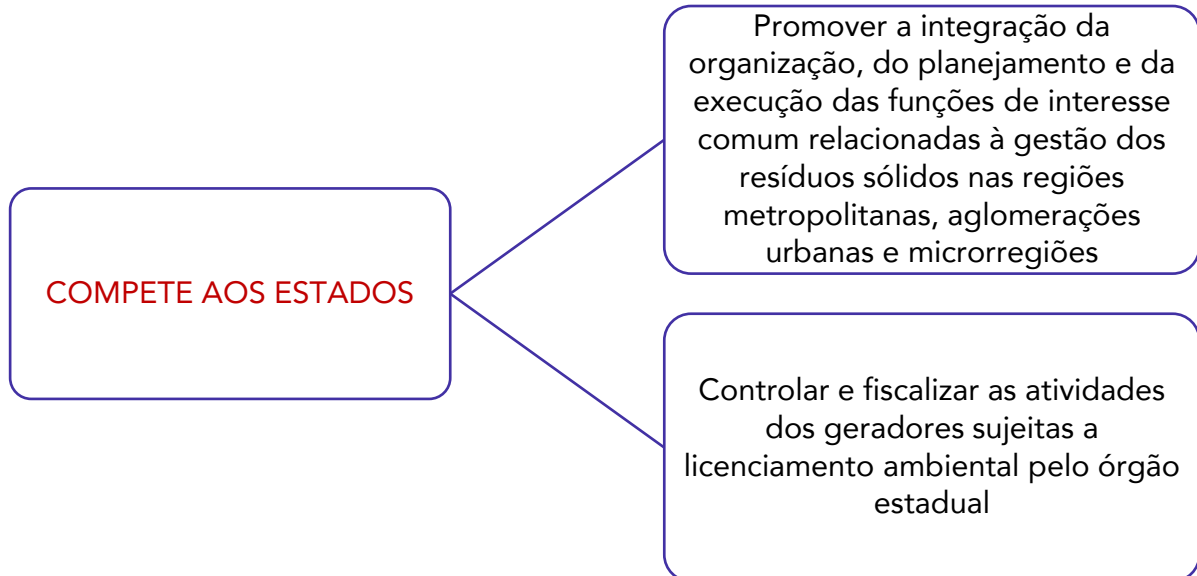 Promover a integração da
organização, do planejamento e da
execução das funções de interesse
comum relacionadas à gestão dos
resíduos sólidos nas regiões
metropolitanas, aglomerações
urbanas e microrregiões
COMPETE AOS ESTADOS
Controlar e fiscalizar as atividades
dos geradores sujeitas a
licenciamento ambiental pelo órgão
estadual